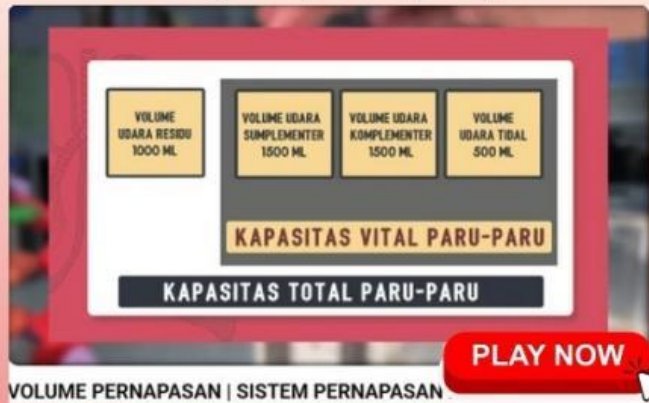 VOLUME
UDARA RESIDU
1000 ML
VOLUME UDARA
SUMPLEMENTER
1500 ML
VOLUME UDARA
KOMPLEMENTER
1500 ML
VOLUME
UDARA TIDAL
500 ML
KAPASITAS VITAL PARU-PARU
KAPASITAS TOTAL PARU-PARU
PLAY NOW
VOLUME PERNAPASAN | SISTEM PERNAPASAN